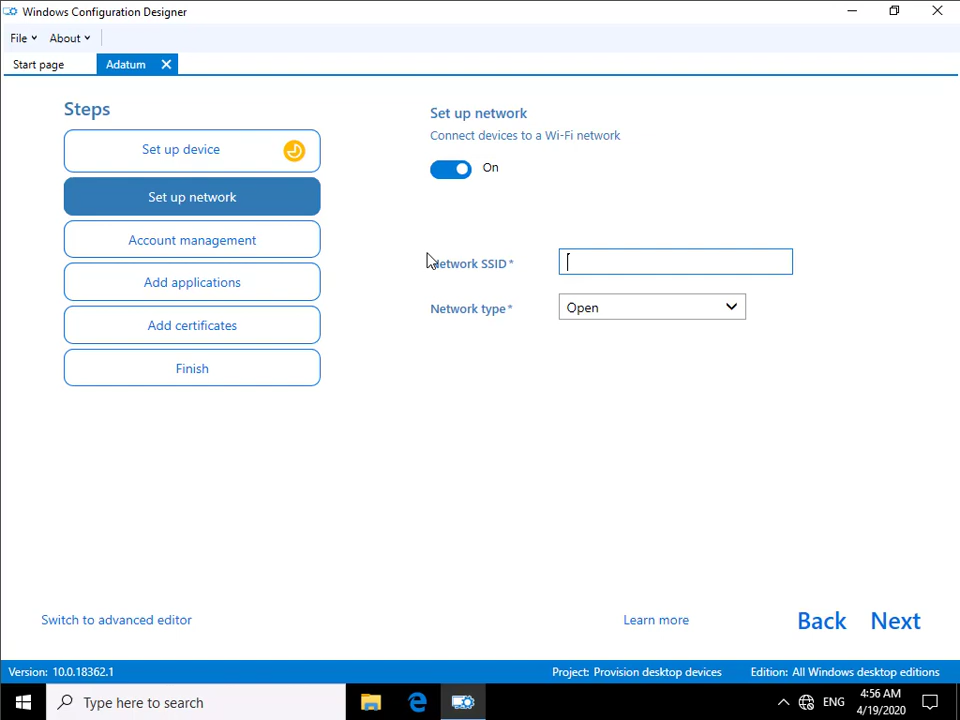 Windows Configuration Designer
File About
Start page Adatum
Steps
Set up device
Set up network
Account management
Add applications
Add certificates
Finish
Set up network
Connect devices to a Wi-Fi network
On
Network SSID*
Network type* Open
Switch to advanced editor
Learn more
Back Next
Version: 10.0.18362.1
Project: Provision desktop devices
Edition: All Windows desktop editions
Type here to search
ENG
4:56 AM
4/19/2020